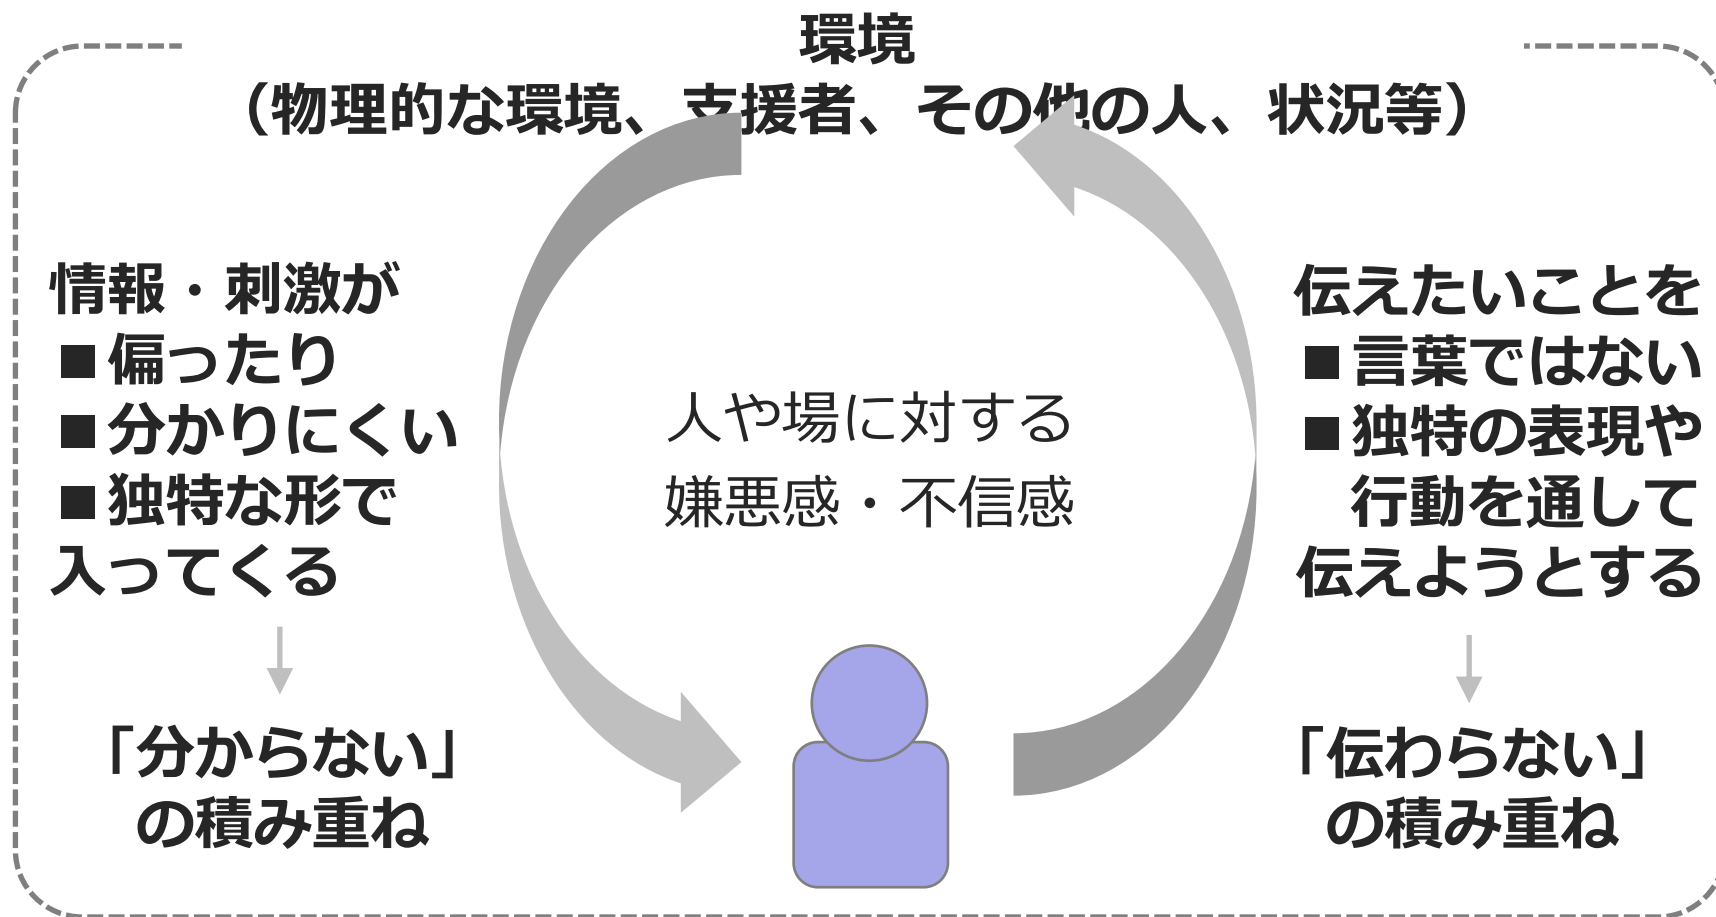 環境
（物理的な環境、支援者、その他の人、状況等）
情報・刺激が
■偏ったり
■分かりにくい
■独特な形で
入ってくる
「分からない」
の積み重ね
人や場に対する
嫌悪感・不信感
伝えたいことを
■言葉ではない
■独特の表現や
行動を通して
伝えようとする
「伝わらない」
の積み重ね